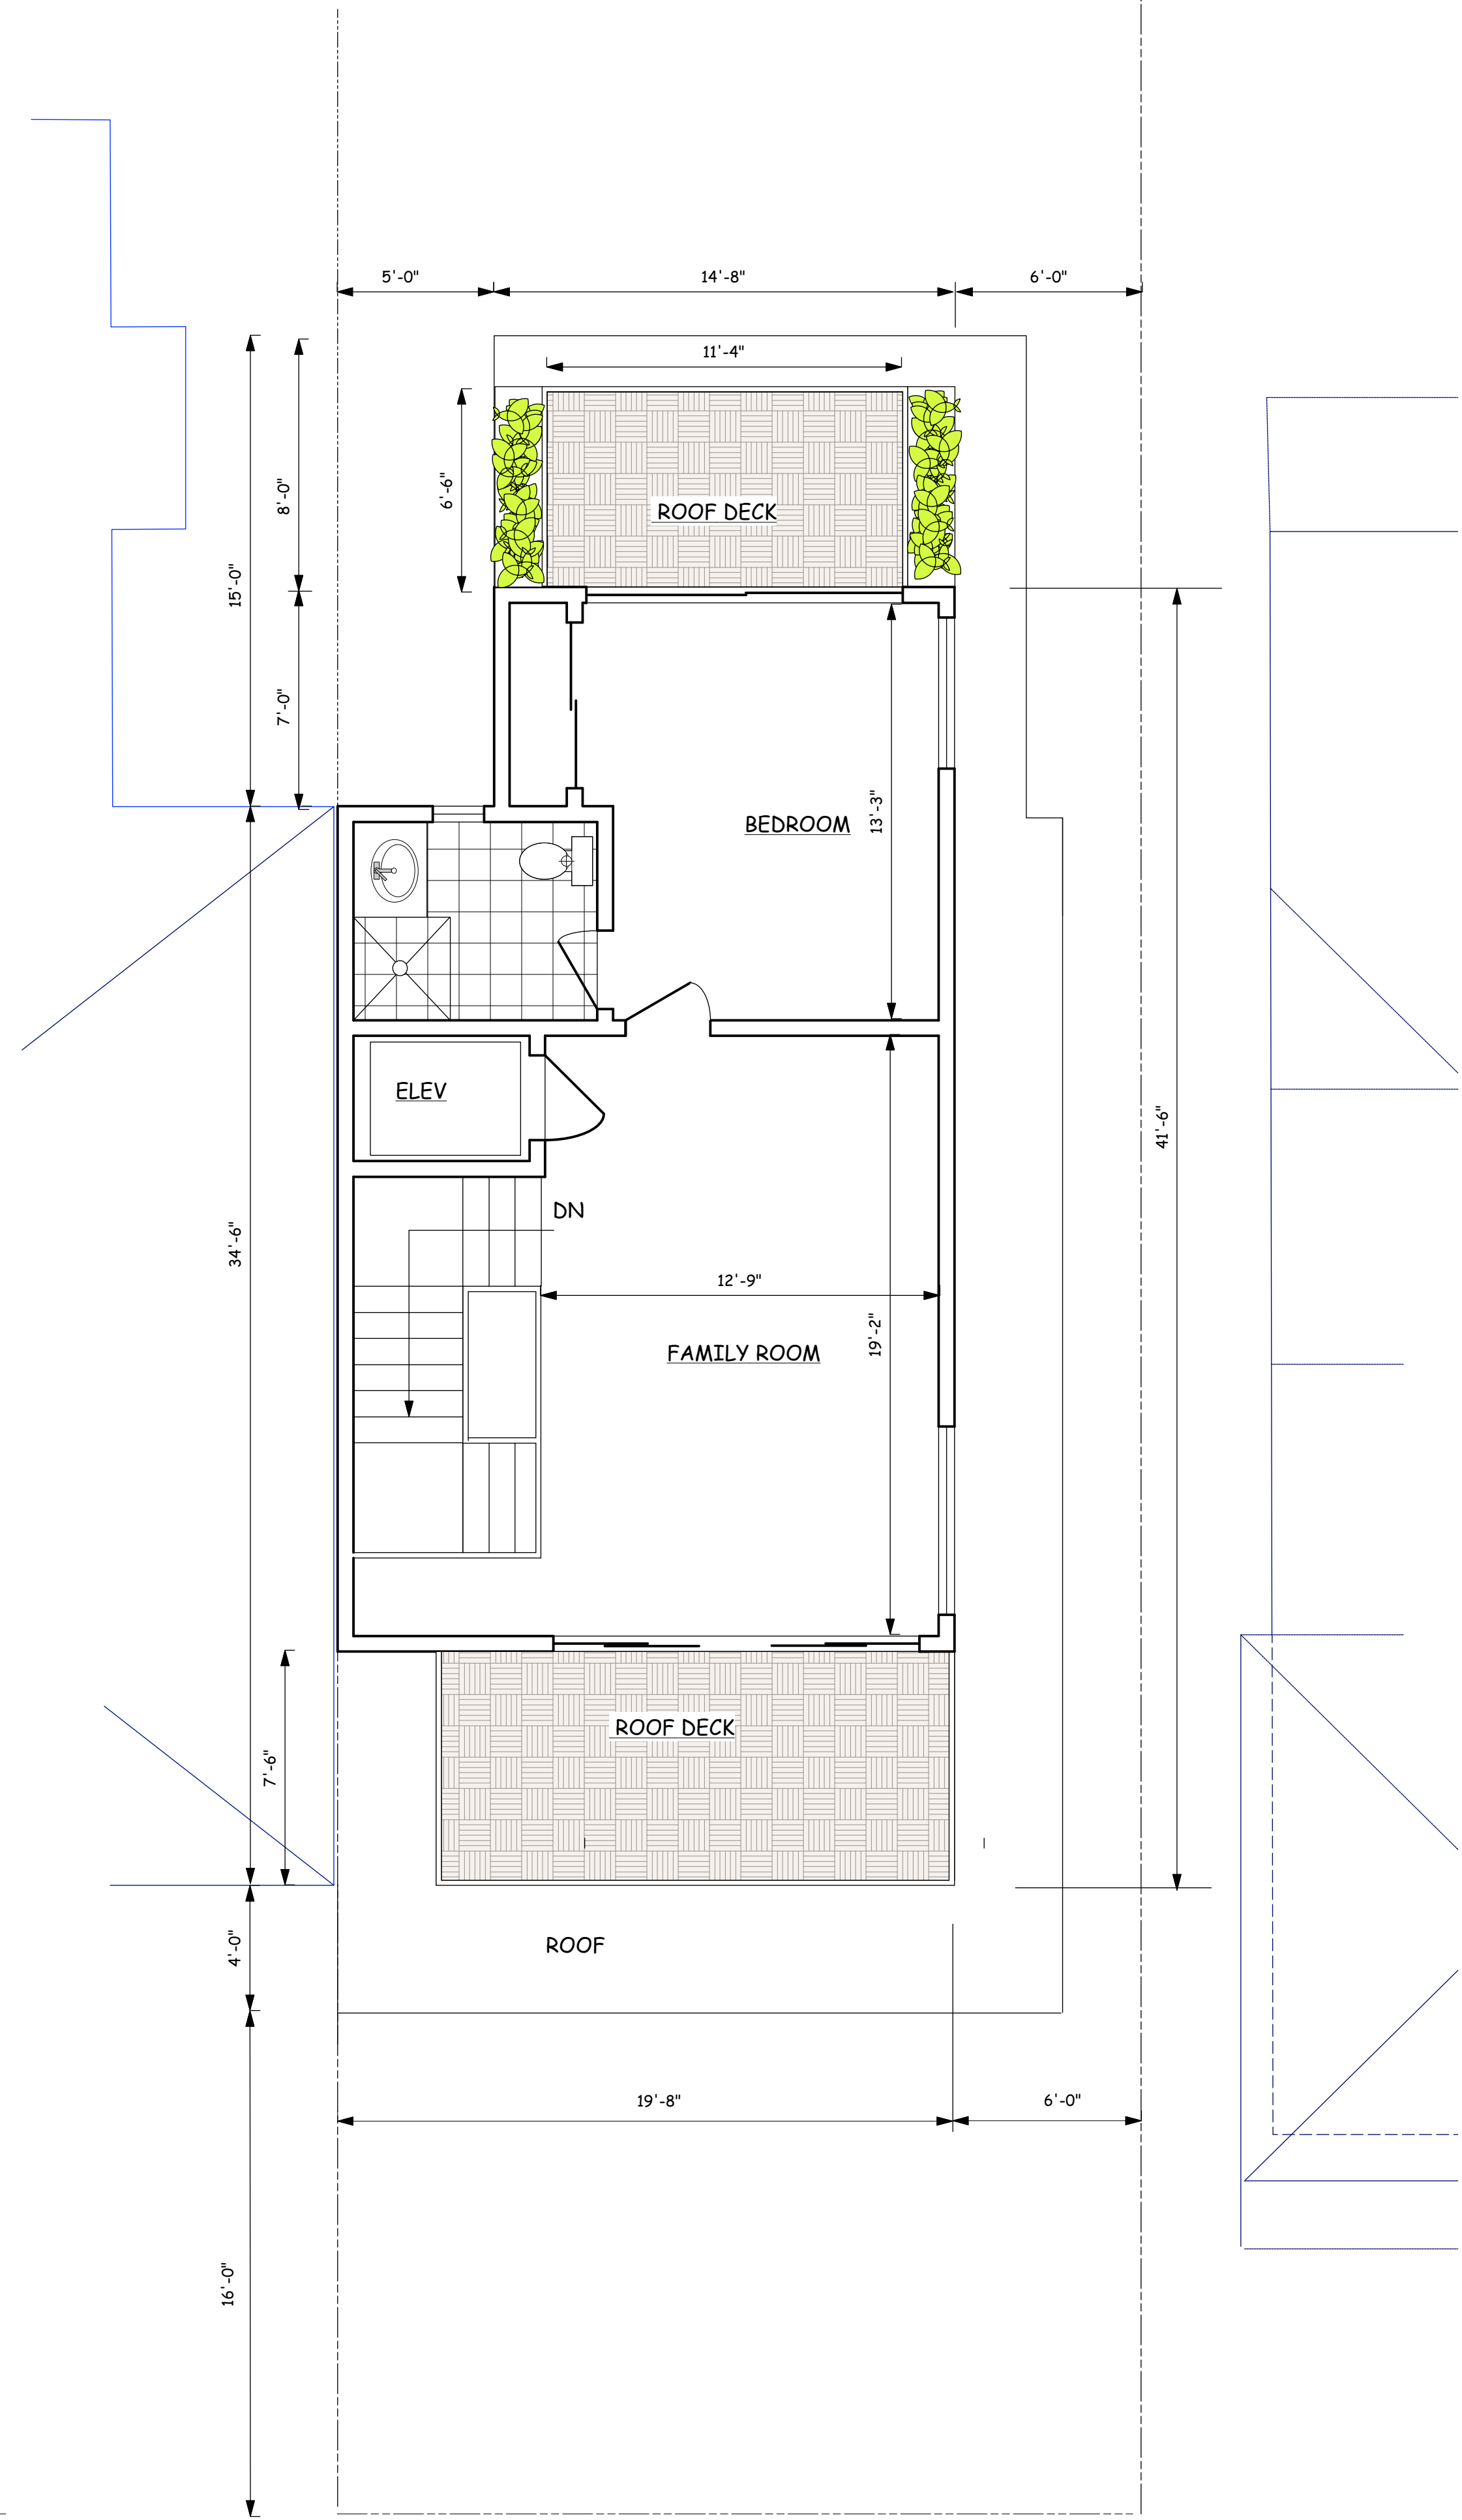 5'-0"
14'-8"
6'-0"
11'-4"
6'-6"
8'-0"
ROOF DECK
15'-0"
7'-0"
13'-3"
BEDROOM
ELEV
41'-6"
DN
34'-6"
12'-9"
19'-2"
FAMILY ROOM
ROOF DECK
7'-6"
4'-0"
ROOF
19'-8"
6'-0"
16'-0"